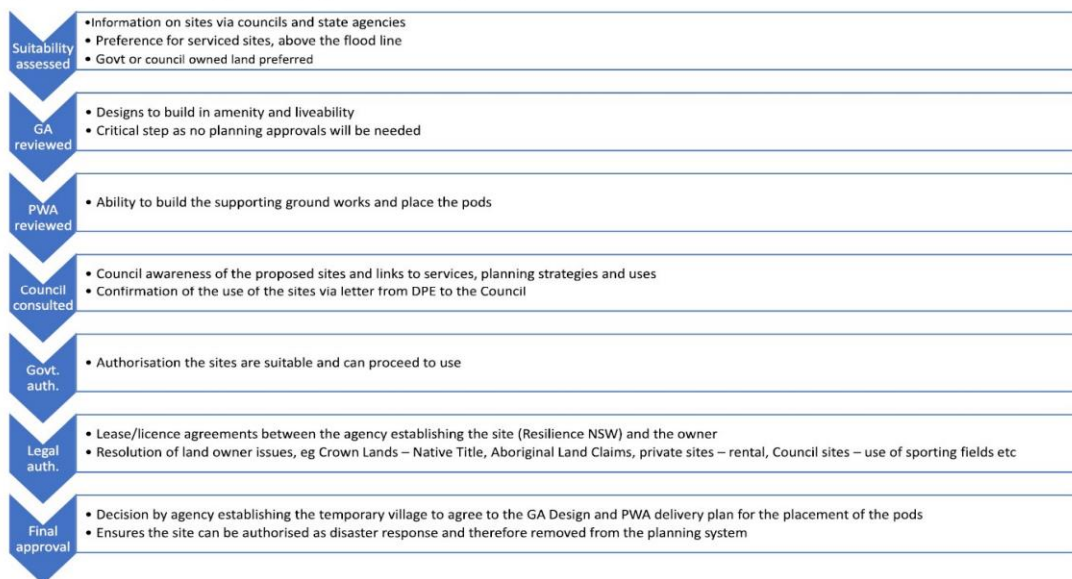 Suitability
assessed
•Information on sites via councils and state agencies
• Preference for serviced sites, above the flood line
• Govt or council owned land preferred
GA
reviewed
• Designs to build in amenity and liveability
• Critical step as no planning approvals will be needed
PWA
reviewed
• Ability to build the supporting ground works and place the pods
Council
consulted
• Council awareness of the proposed sites and links to services, planning strategies and uses
• Confirmation of the use of the sites via letter from DPE to the Council
Govt.
auth.
• Authorisation the sites are suitable and can proceed to use
Legal
auth.
• Lease/licence agreements between the agency establishing the site (Resilience NSW) and the owner
• Resolution of land owner issues, eg Crown Lands – Native Title, Aboriginal Land Claims, private sites – rental, Council sites – use of sporting fields etc
Final
approval
• Decision by agency establishing the temporary village to agree to the GA Design and PWA delivery plan for the placement of the pods
• Ensures the site can be authorised as disaster response and therefore removed from the planning system